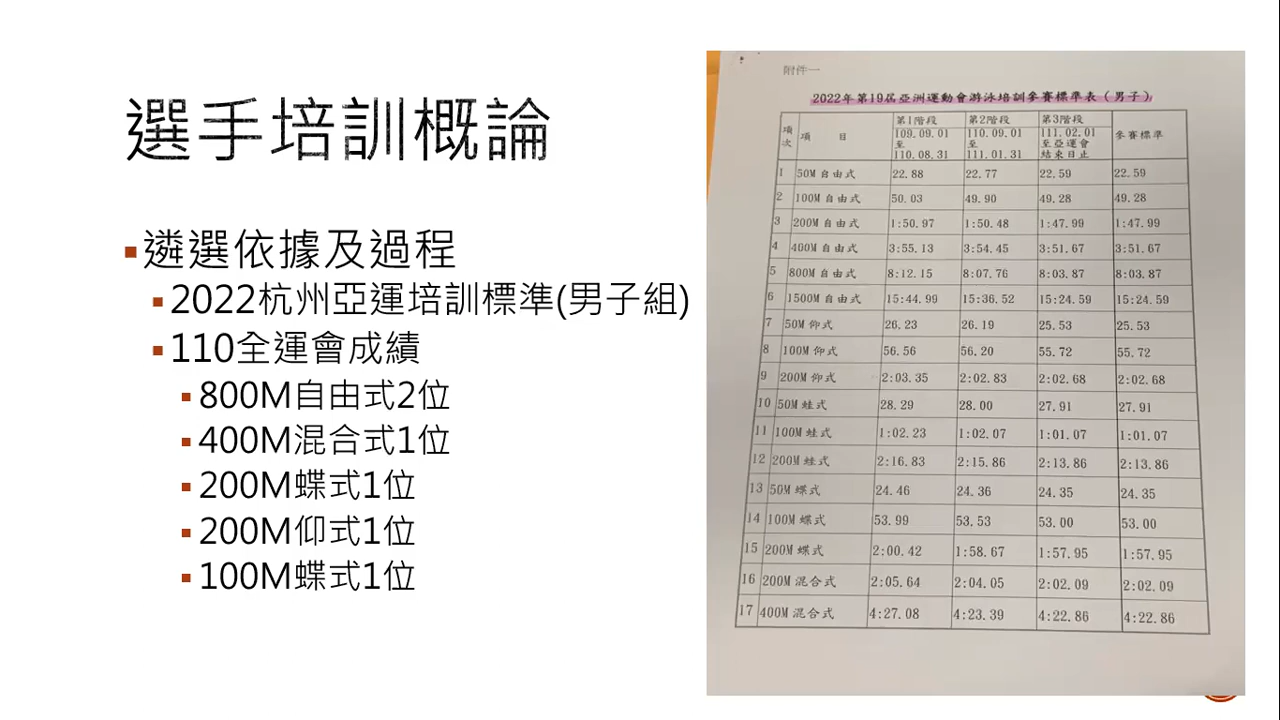 選手培訓概論
遴選依據及過程
2022杭州亞運培訓標準(男子組)
110全運會成績
800M自由式2位
400M混合式1位
200M蝶式1位
200M仰式1位
100M蝶式1位
附件一
2022年第19屆亞洲運動會游泳培訓參賽標準表（男子）
項次 項 目 第1階段 109.09.01 至 110.08.31 第2階段 110.09.01 至 111.01.31 第3階段 111.02.01 至亞運會 結束日止 參賽標準
1 50M自由式 22.88 22.77 22.59 22.59
2 100M自由式 50.03 49.90 49.28 49.28
3 200M自由式 1:50.97 1:50.48 1:47.99 1:47.99
4 400M自由式 3:55.13 3:54.45 3:51.67 3:51.67
5 800M自由式 8:12.15 8:07.76 8:03.87 8:03.87
6 1500M自由式 15:44.99 15:36.52 15:24.59 15:24.59
7 50M仰式 26.23 26.19 25.53 25.53
8 100M仰式 56.56 56.20 55.72 55.72
9 200M仰式 2:03.35 2:02.83 2:02.68 2:02.68
10 50M蛙式 28.29 28.00 27.91 27.91
11 100M蛙式 1:02.23 1:02.07 1:01.07 1:01.07
12 200M蛙式 2:16.83 2:15.86 2:13.86 2:13.86
13 50M蝶式 24.46 24.36 24.35 24.35
14 100M蝶式 53.99 53.53 53.00 53.00
15 200M蝶式 2:00.42 1:58.67 1:57.95 1:57.95
16 200M混合式 2:05.64 2:04.05 2:02.09 2:02.09
17 400M混合式 4:27.08 4:23.39 4:22.86 4:22.86